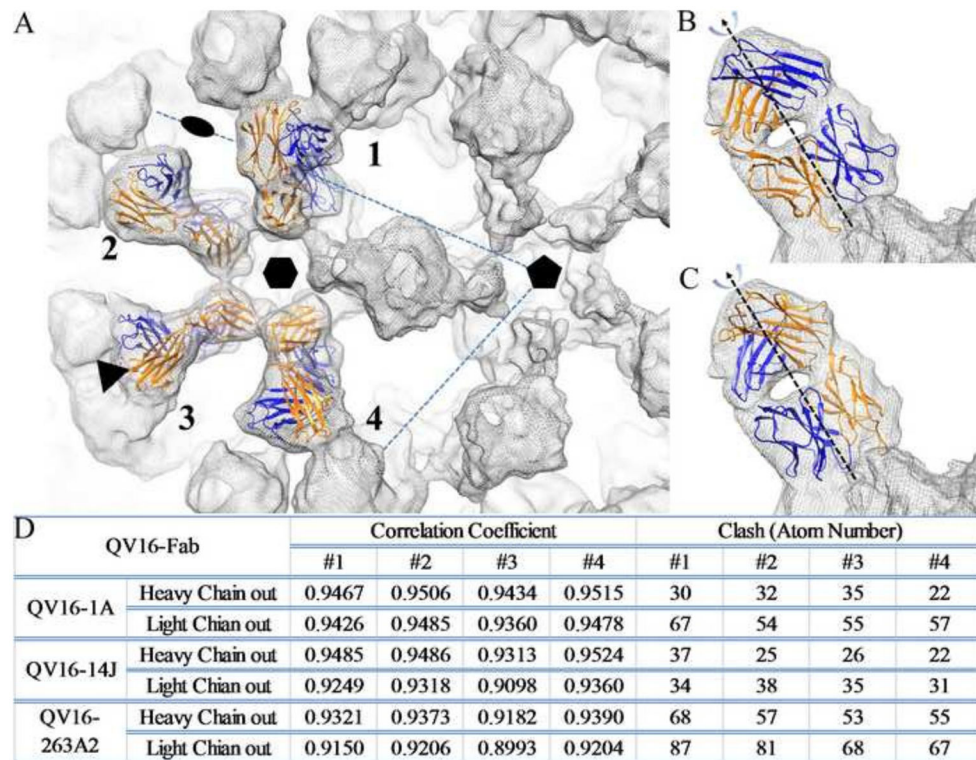 A
B
1
2
C
3
4
D
QV16-Fab Correlation Coefficient Clash (Atom Number)
#1 #2 #3 #4 #1 #2 #3 #4
QV16-1A Heavy Chain out 0.9467 0.9506 0.9434 0.9515 30 32 35 22
Light Chian out 0.9426 0.9485 0.9360 0.9478 67 54 55 57
QV16-14J Heavy Chain out 0.9485 0.9486 0.9313 0.9524 37 25 26 22
Light Chian out 0.9249 0.9318 0.9098 0.9360 34 38 35 31
QV16-
263A2 Heavy Chain out 0.9321 0.9373 0.9182 0.9390 68 57 53 55
Light Chian out 0.9150 0.9206 0.8993 0.9204 87 81 68 67